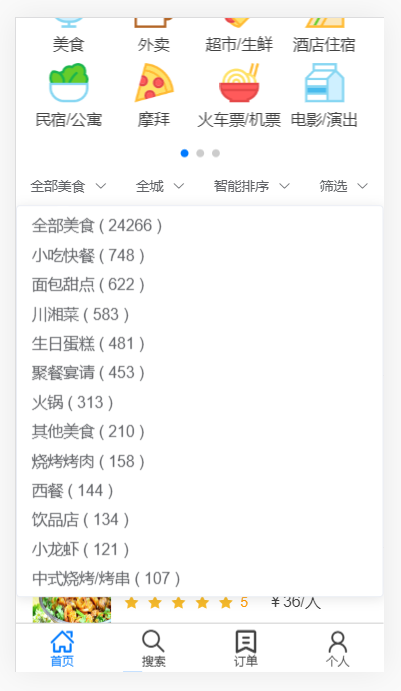 美食 外卖 超市/生鲜 酒店住宿
民宿/公寓 摩拜 火车票/机票 电影/演出
全部美食 全城 智能排序 筛选
全部美食 ( 24266 )
小吃快餐 ( 748 )
面包甜点 ( 622 )
川湘菜 ( 583 )
生日蛋糕 ( 481 )
聚餐宴请 ( 453 )
火锅 ( 313 )
其他美食 ( 210 )
烧烤烤肉 ( 158 )
西餐 ( 144 )
饮品店 ( 134 )
小龙虾 ( 121 )
中式烧烤/烤串 ( 107 )
5 ¥36/人
首页 搜索 订单 个人